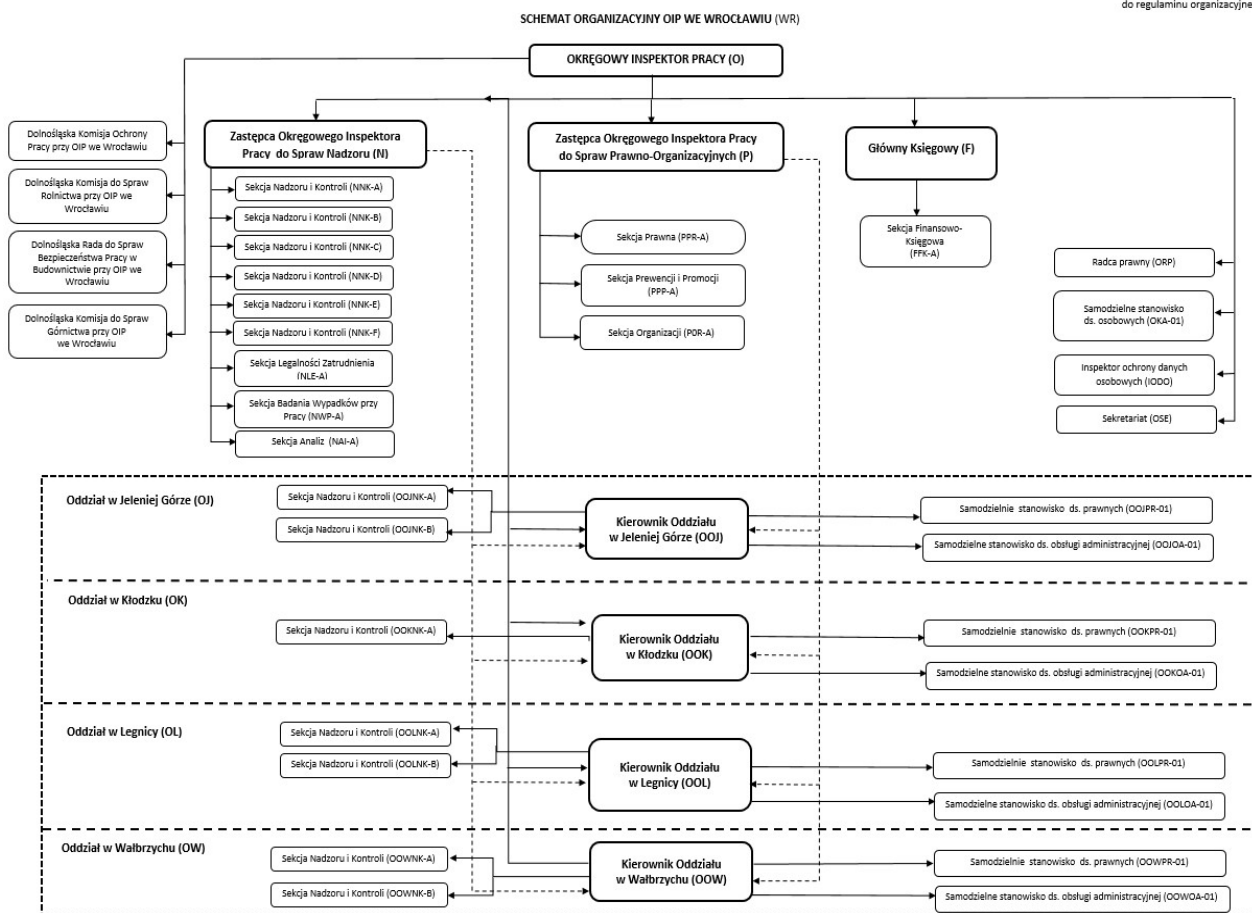 do regulaminu organizacyjne
SCHEMAT ORGANIZACYJNY OIP WE WROCŁAWIU (WR)
OKRĘGOWY INSPEKTOR PRACY (O)
Dolnośląska Komisja Ochrony
Pracy przy OIP we Wrocławiu
Dolnośląska Komisja do Spraw
Rolnictwa przy OIP we
Wrocławiu
Dolnośląska Rada do Spraw
Bezpieczeństwa Pracy w
Budownictwie przy OIP we
Wrocławiu
Dolnośląska Komisja do Spraw
Górnictwa przy OIP
we Wrocławiu
Zastępca Okręgowego Inspektora
Pracy do Spraw Nadzoru (N)
Sekcja Nadzoru i Kontroli (NNK-A)
Sekcja Nadzoru i Kontroli (NNK-B)
Sekcja Nadzoru i Kontroli (NNK-C)
Sekcja Nadzoru i Kontroli (NNK-D)
Sekcja Nadzoru i Kontroli (NNK-E)
Sekcja Nadzoru i Kontroli (NNK-F)
Sekcja Legalności Zatrudnienia
(NLE-A)
Sekcja Badania Wypadków przy
Pracy (NWP-A)
Sekcja Analiz (NAI-A)
Zastępca Okręgowego Inspektora Pracy
do Spraw Prawno-Organizacyjnych (P)
Sekcja Prawna (PPR-A)
Sekcja Prewencji i Promocji
(PPP-A)
Sekcja Organizacji (POR-A)
Główny Księgowy (F)
Sekcja Finansowo-
Księgowa
(FFK-A)
Radca prawny (ORP)
Samodzielne stanowisko
ds. osobowych (OKA-01)
Inspektor ochrony danych
osobowych (IODO)
Sekretariat (OSE)
Oddział w Jeleniej Górze (OJ)
Sekcja Nadzoru i Kontroli (OOJNK-A)
Sekcja Nadzoru i Kontroli (OOJNK-B)
Kierownik Oddziału
w Jeleniej Górze (OOJ)
Samodzielnie stanowisko ds. prawnych (OOJPR-01)
Samodzielne stanowisko ds. obsługi administracyjnej (OOJOA-01)
Oddział w Kłodzku (OK)
Sekcja Nadzoru i Kontroli (OOKNK-A)
Kierownik Oddziału
w Kłodzku (OOK)
Samodzielnie stanowisko ds. prawnych (OOKPR-01)
Samodzielne stanowisko ds. obsługi administracyjnej (OOKOA-01)
Oddział w Legnicy (OL)
Sekcja Nadzoru i Kontroli (OOLNK-A)
Sekcja Nadzoru i Kontroli (OOLNK-B)
Kierownik Oddziału
w Legnicy (OOL)
Samodzielnie stanowisko ds. prawnych (OOLPR-01)
Samodzielne stanowisko ds. obsługi administracyjnej (OOLOA-01)
Oddział w Wałbrzychu (OW)
Sekcja Nadzoru i Kontroli (OOWNK-A)
Sekcja Nadzoru i Kontroli (OOWNK-B)
Kierownik Oddziału
w Wałbrzychu (OOW)
Samodzielnie stanowisko ds. prawnych (OOWPR-01)
Samodzielne stanowisko ds. obsługi administracyjnej (OOWOA-01)